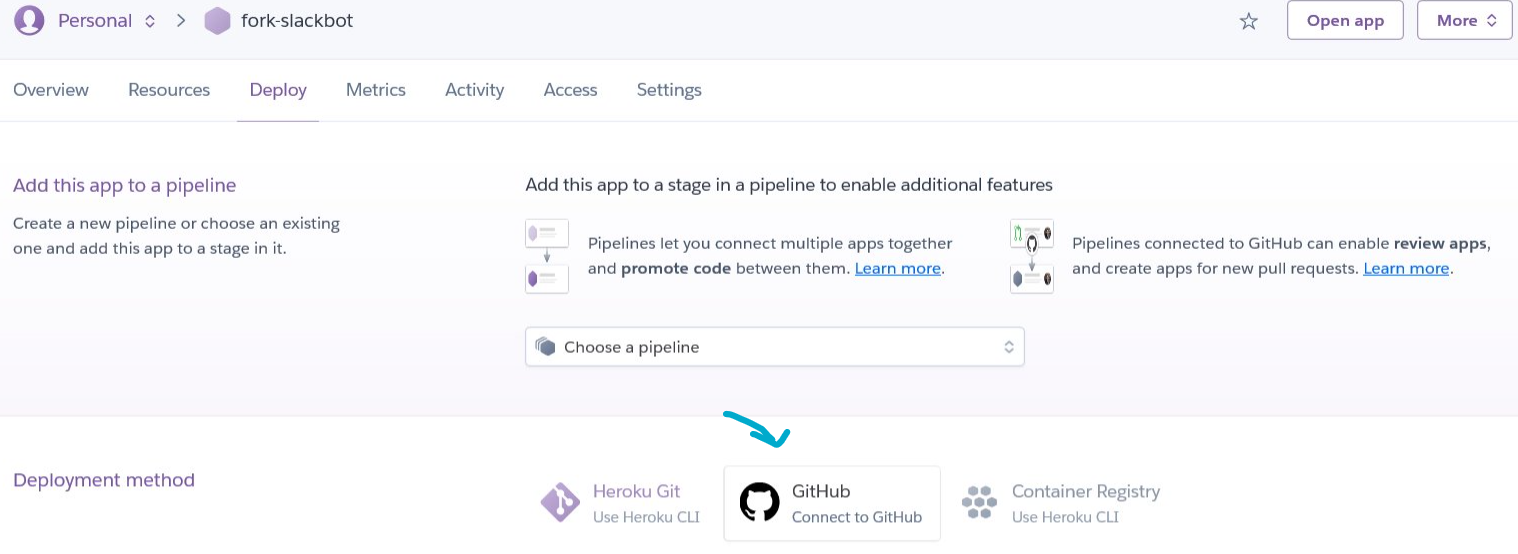 Personal
fork-slackbot
Open app
More
Overview
Resources
Deploy
Metrics
Activity
Access
Settings
Add this app to a pipeline
Create a new pipeline or choose an existing
one and add this app to a stage in it.
Add this app to a stage in a pipeline to enable additional features
Pipelines let you connect multiple apps together
and promote code between them. Learn more.
Pipelines connected to GitHub can enable review apps,
and create apps for new pull requests. Learn more.
Choose a pipeline
Deployment method
Heroku Git
Use Heroku CLI
GitHub
Connect to GitHub
Container Registry
Use Heroku CLI